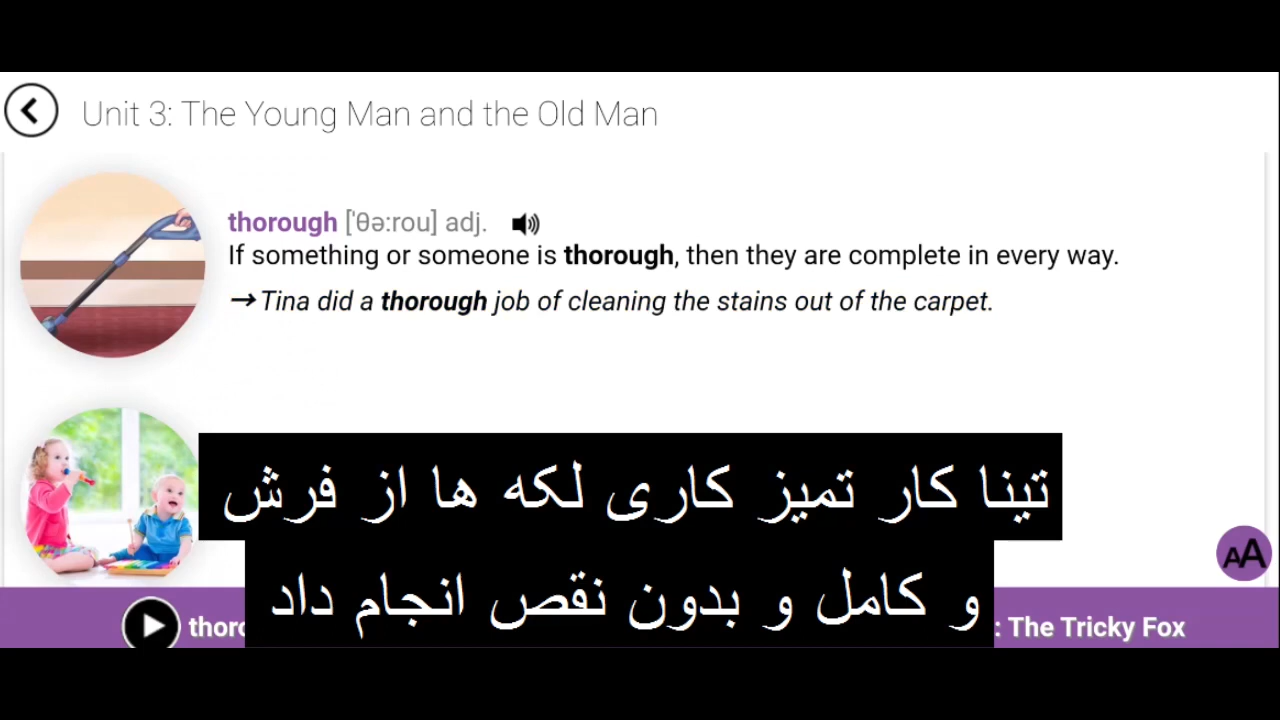 Unit 3: The Young Man and the Old Man
thorough ['θə:rou] adj.
If something or someone is thorough, then they are complete in every way.
→ Tina did a thorough job of cleaning the stains out of the carpet.
تینا کار تمیز کاری لکه ها از فرش
و کامل و بدون نقص انجام داد
: The Tricky Fox
AA